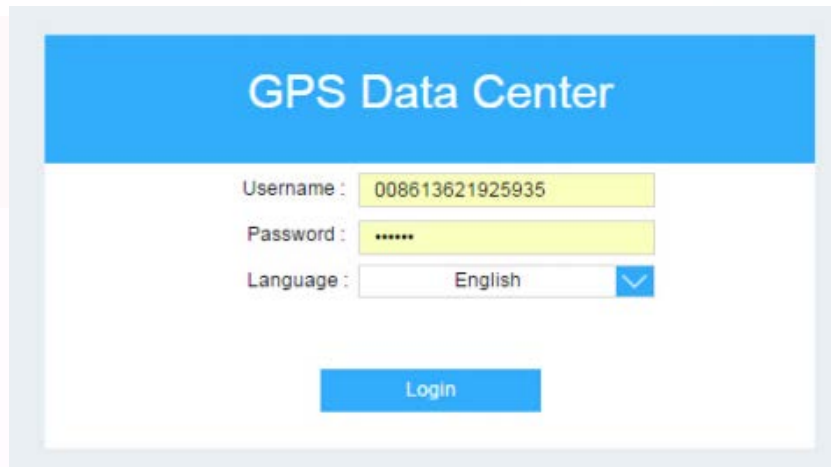 GPS Data Center
Username : 008613621925935
Password : ••••••
Language : English
Login